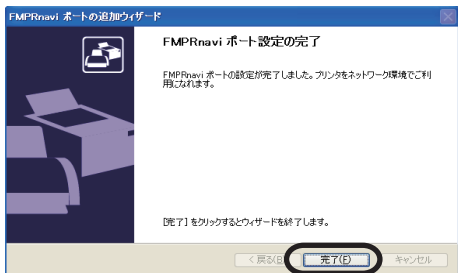 FMPRnavi ポートの追加ウィザード
FMPRnavi ポート設定の完了
FMPRnavi ポートの設定が完了しました。プリンタをネットワーク環境でご利
用になれます。
[完了] をクリックするとウィザードを終了します。
< 戻る(B) 完了(F) キャンセル